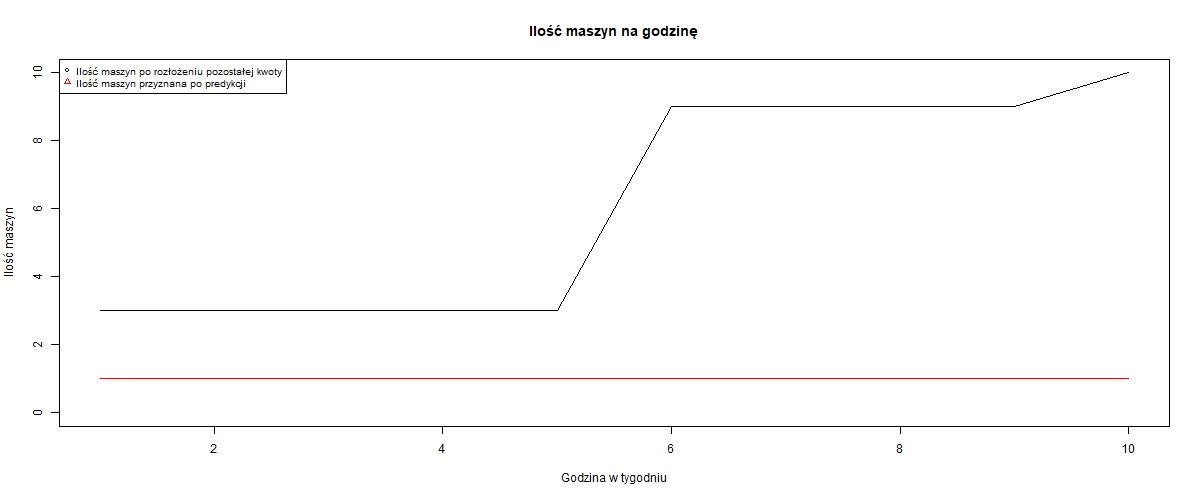 Ilość maszyn na godzinę
Ilość maszyn po rozłożeniu pozostałej kwoty
Ilość maszyn przyznana po predykcji
Ilość maszyn
10
8
6
4
2
0
2 4 6 8 10
Godzina w tygodniu